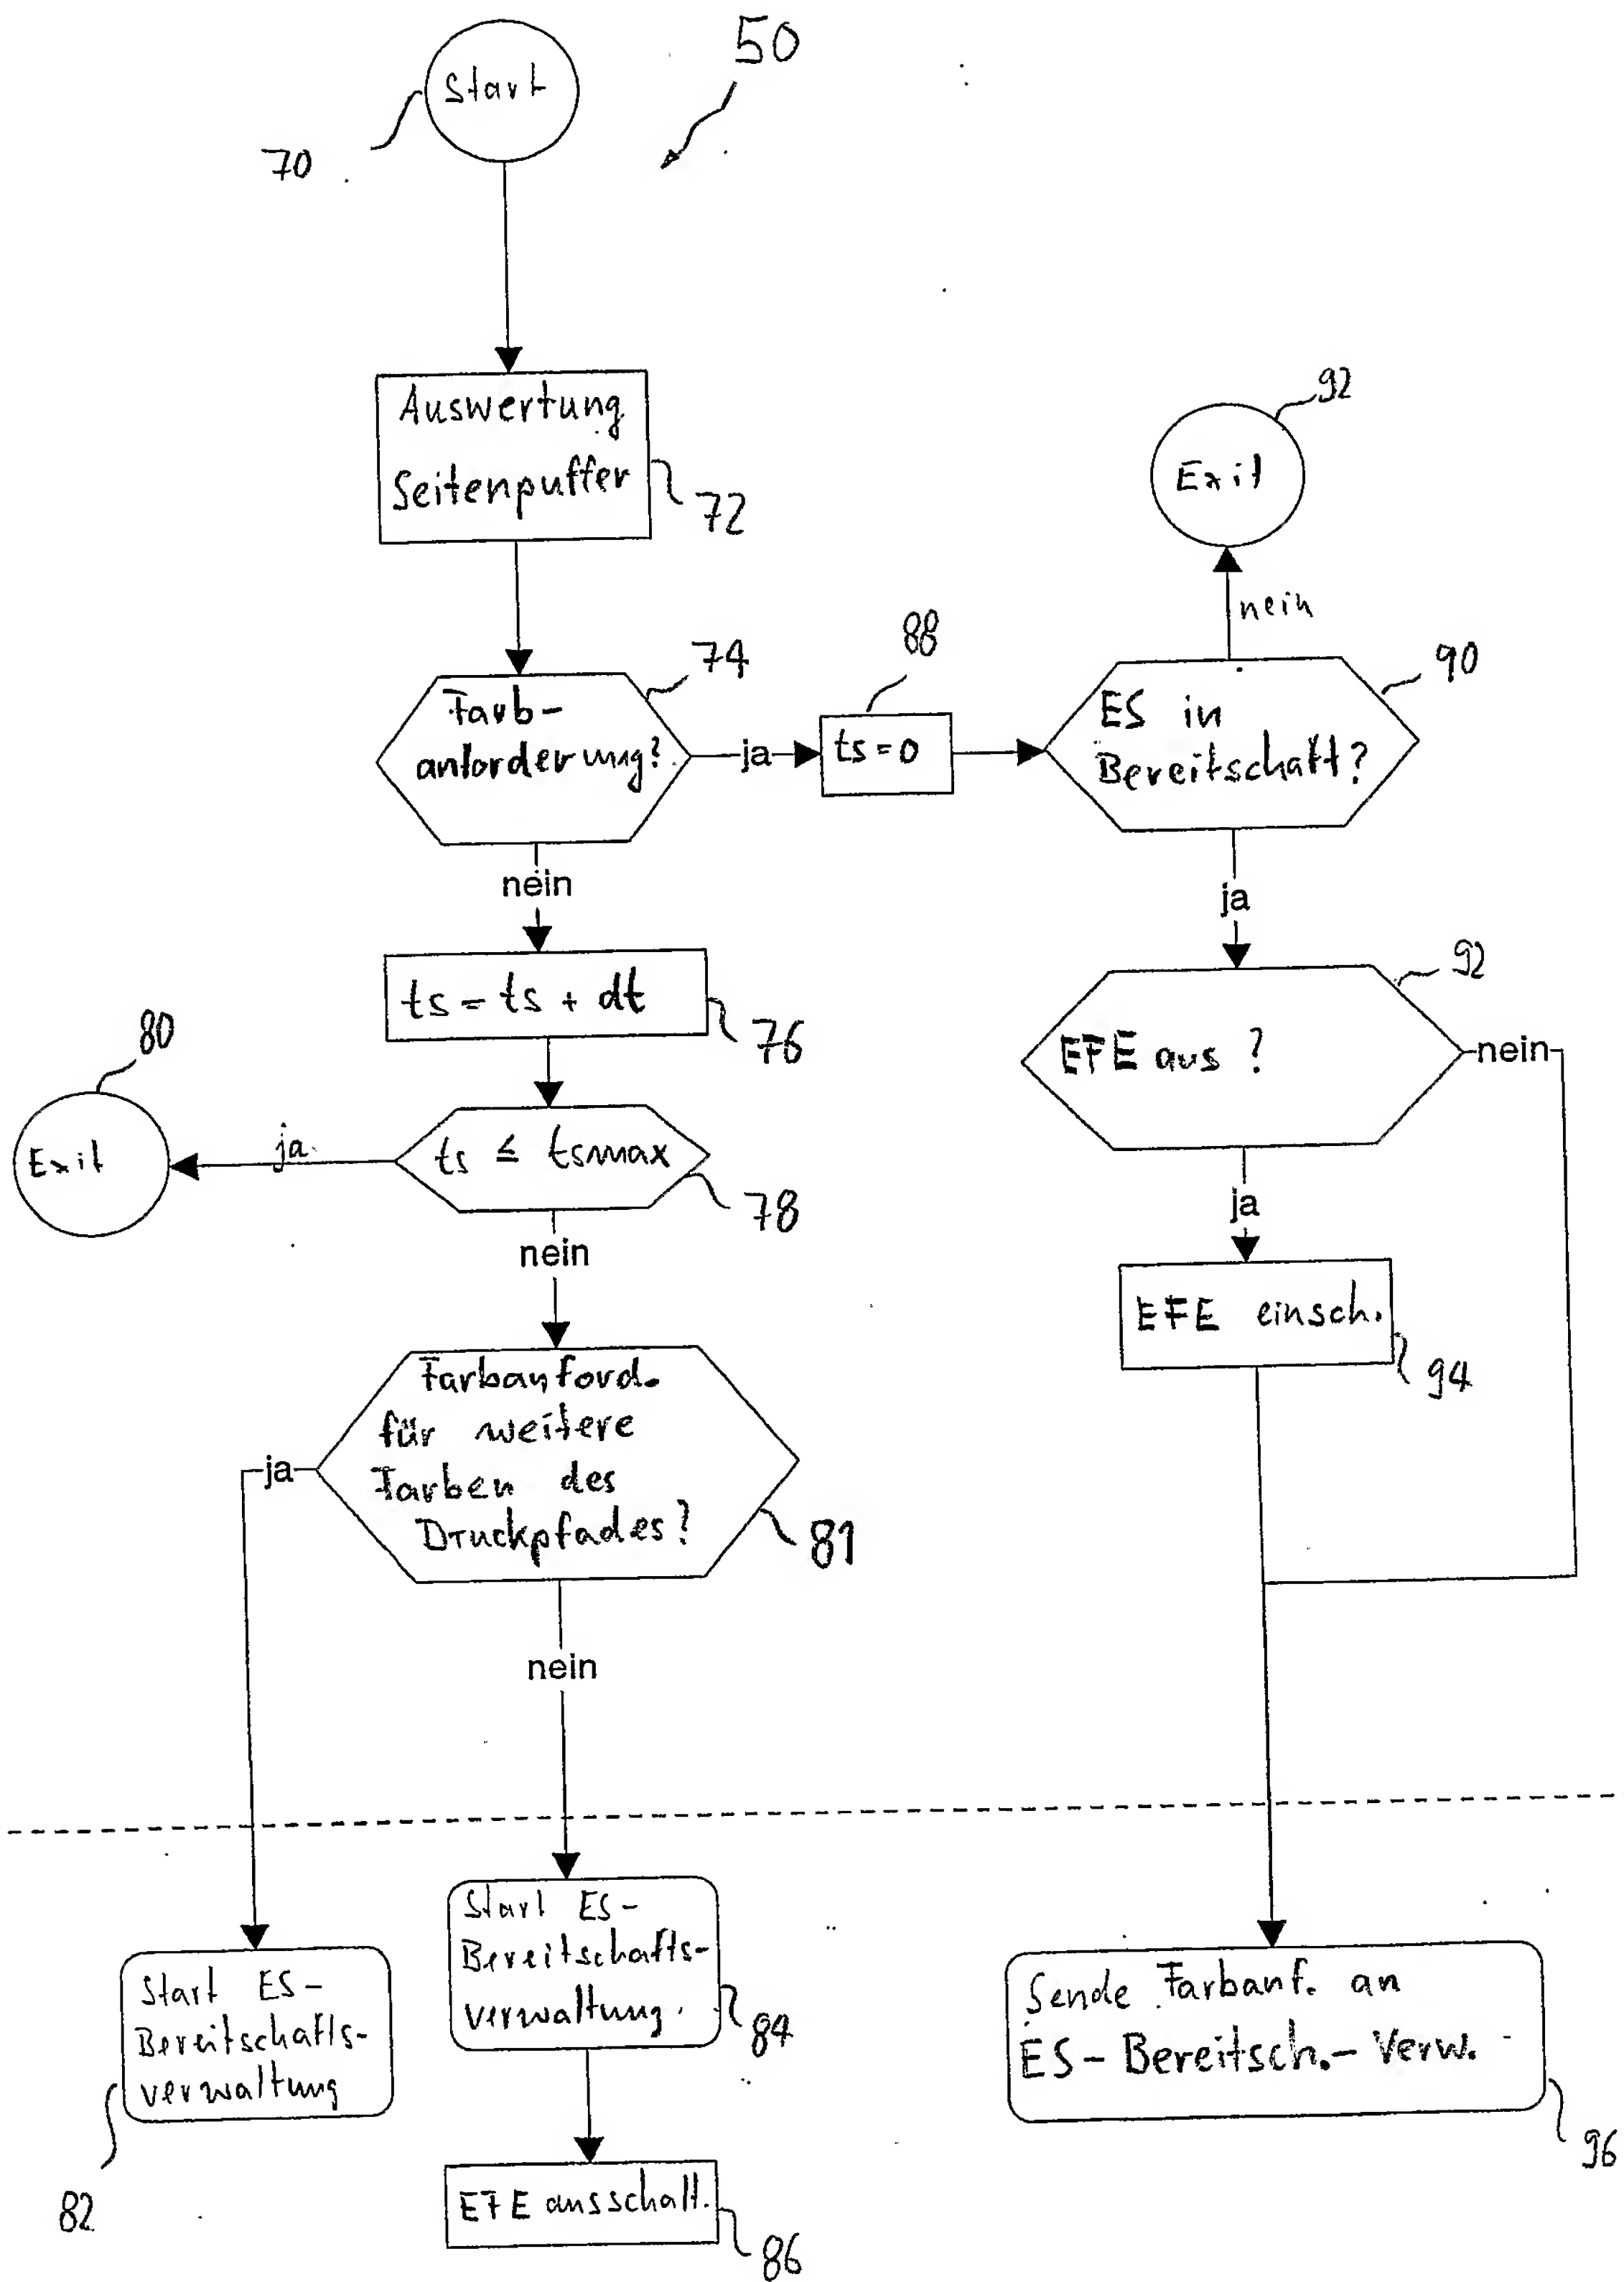 50
Start
70
Auswertung
Seitenpuffer
72
92
Exit
nein
74
Farb-
anforderung?
ja
88
ts = 0
90
ES in
Bereitschaft?
nein
ja
ts = ts + dt
76
92
EFE aus ?
nein
80
Exit
ja
ts ≤ tsmax
78
ja
nein
EFE einsch.
94
Farbanford.
für weitere
Farben des
Druckpfades?
81
ja
nein
Start ES-
Bereitschafts-
verwaltung
82
Start ES-
Bereitschafts-
verwaltung.
84
Sende Farbanf. an
ES-Bereitsch.-Verw.
96
EFE ausschalt.
86